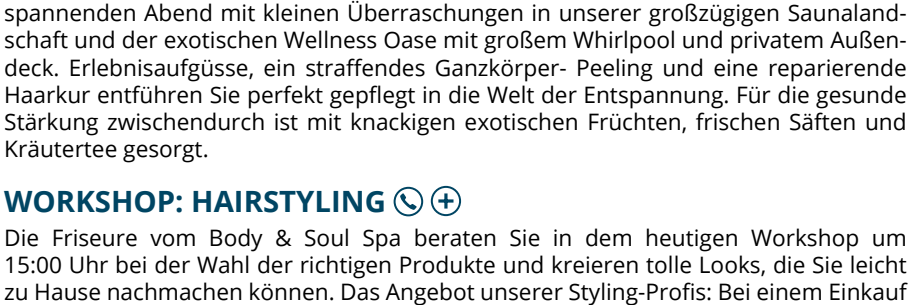 spannenden Abend mit kleinen Überraschungen in unserer großzügigen Saunaland-
schaft und der exotischen Wellness Oase mit großem Whirlpool und privatem Außen-
deck. Erlebnisaufgüsse, ein straffendes Ganzkörper- Peeling und eine reparierende
Haarkur entführen Sie perfekt gepflegt in die Welt der Entspannung. Für die gesunde
Stärkung zwischendurch ist mit knackigen exotischen Früchten, frischen Säften und
Kräutertee gesorgt.
WORKSHOP: HAIRSTYLING
Die Friseure vom Body & Soul Spa beraten Sie in dem heutigen Workshop um
15:00 Uhr bei der Wahl der richtigen Produkte und kreieren tolle Looks, die Sie leicht
zu Hause nachmachen können. Das Angebot unserer Styling-Profis: Bei einem Einkauf